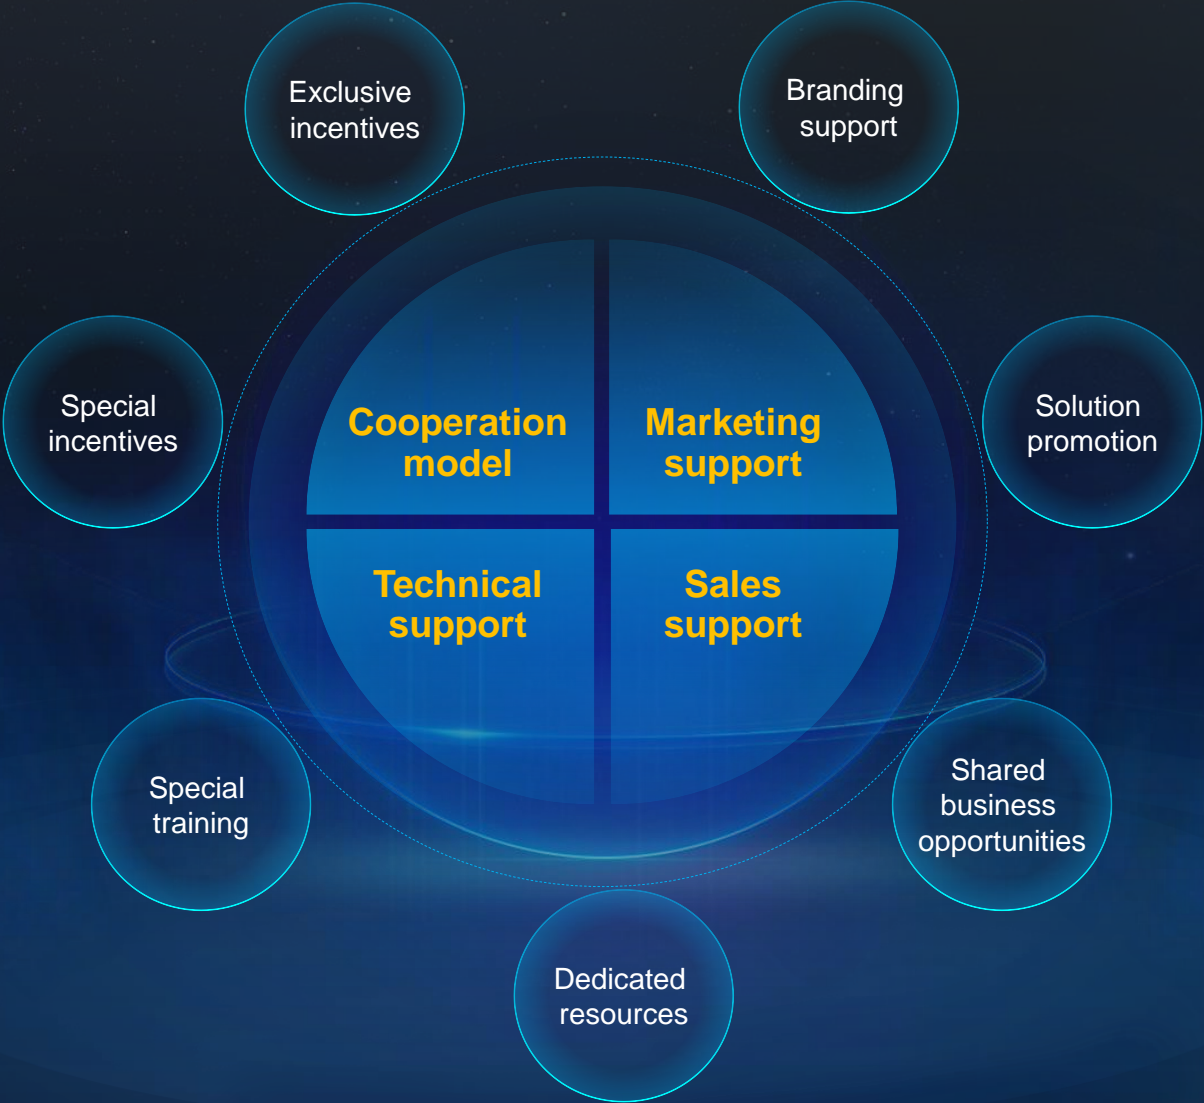 Exclusive
incentives
Branding
support
Special
incentives
Solution
promotion
Cooperation
model
Marketing
support
Technical
support
Sales
support
Special
training
Shared
business
opportunities
Dedicated
resources